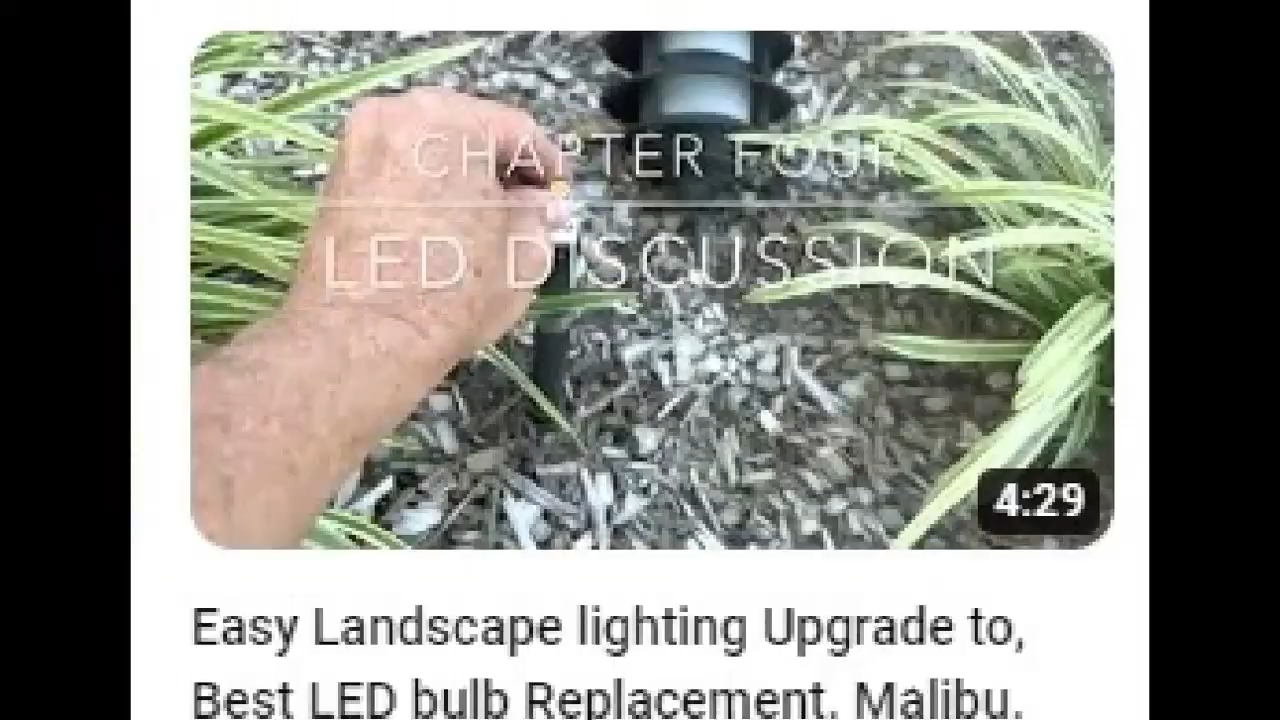 CHAPTER FOUR
LED DISCUSSION
4:29
Easy Landscape lighting Upgrade to,
Best LED bulb Replacement. Malibu.